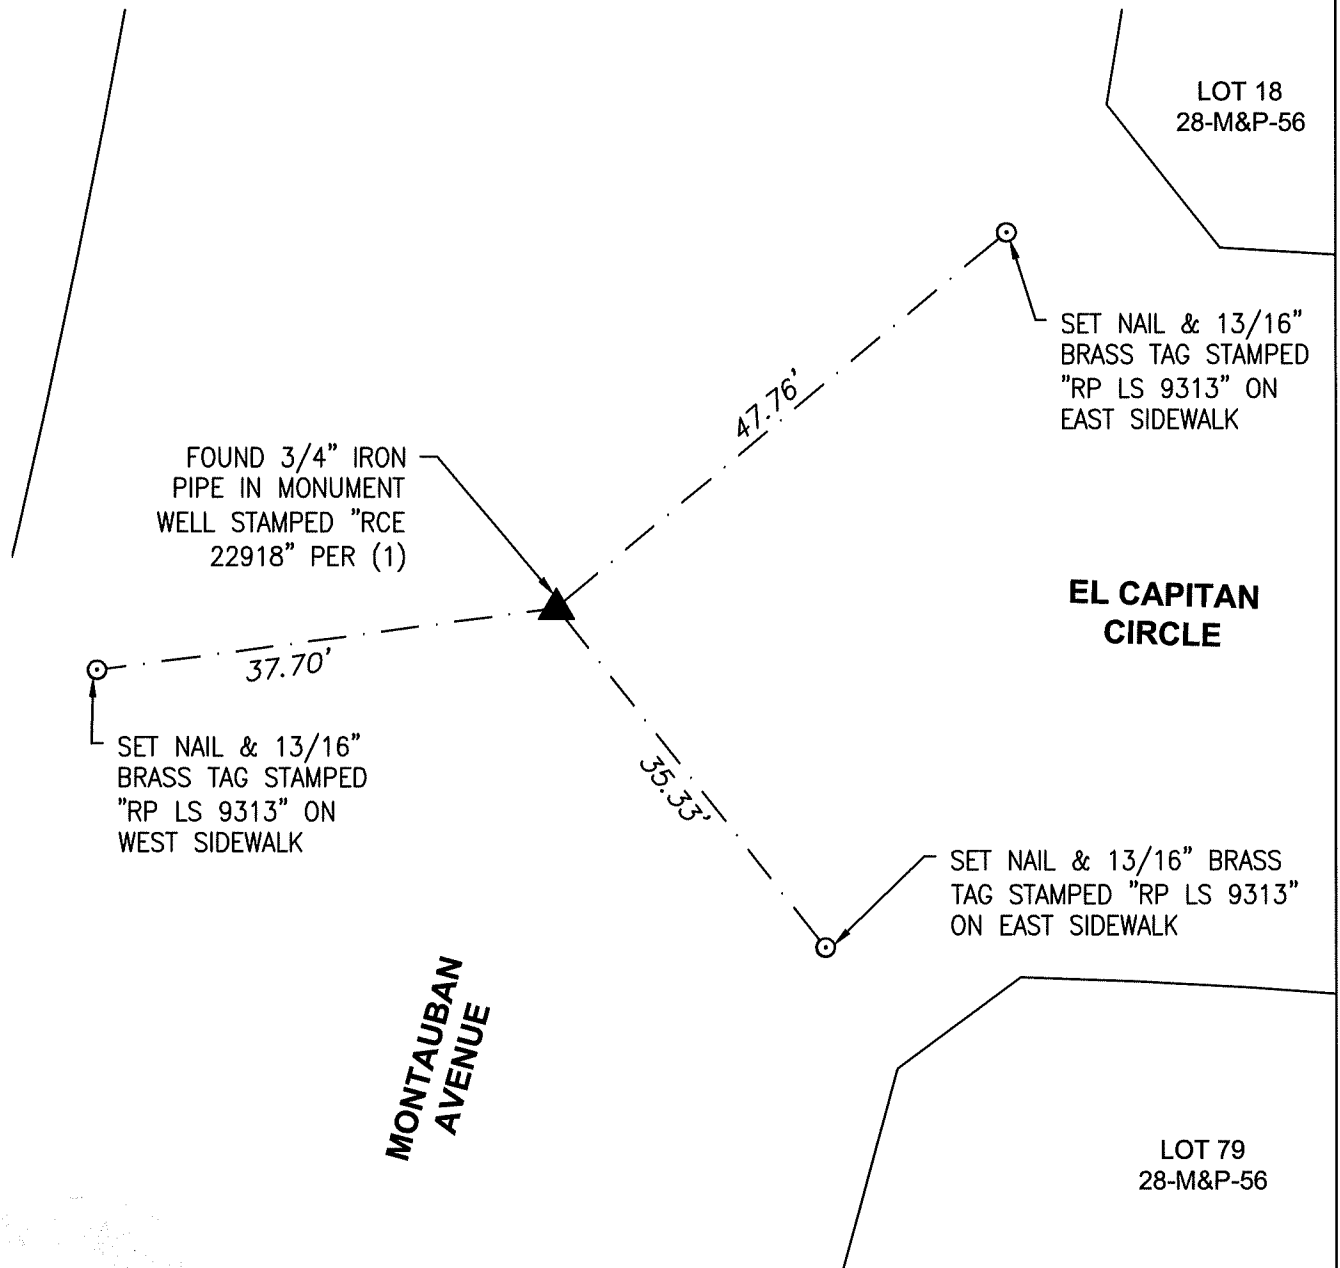 LOT 18
28-M&P-56
SET NAIL & 13/16"
BRASS TAG STAMPED
"RP LS 9313" ON
EAST SIDEWALK
47.76'
FOUND 3/4" IRON
PIPE IN MONUMENT
WELL STAMPED "RCE
22918" PER (1)
EL CAPITAN
CIRCLE
37.70'
SET NAIL & 13/16"
BRASS TAG STAMPED
"RP LS 9313" ON
WEST SIDEWALK
35.33'
SET NAIL & 13/16" BRASS
TAG STAMPED "RP LS 9313"
ON EAST SIDEWALK
MONTAUBAN
AVENUE
LOT 79
28-M&P-56